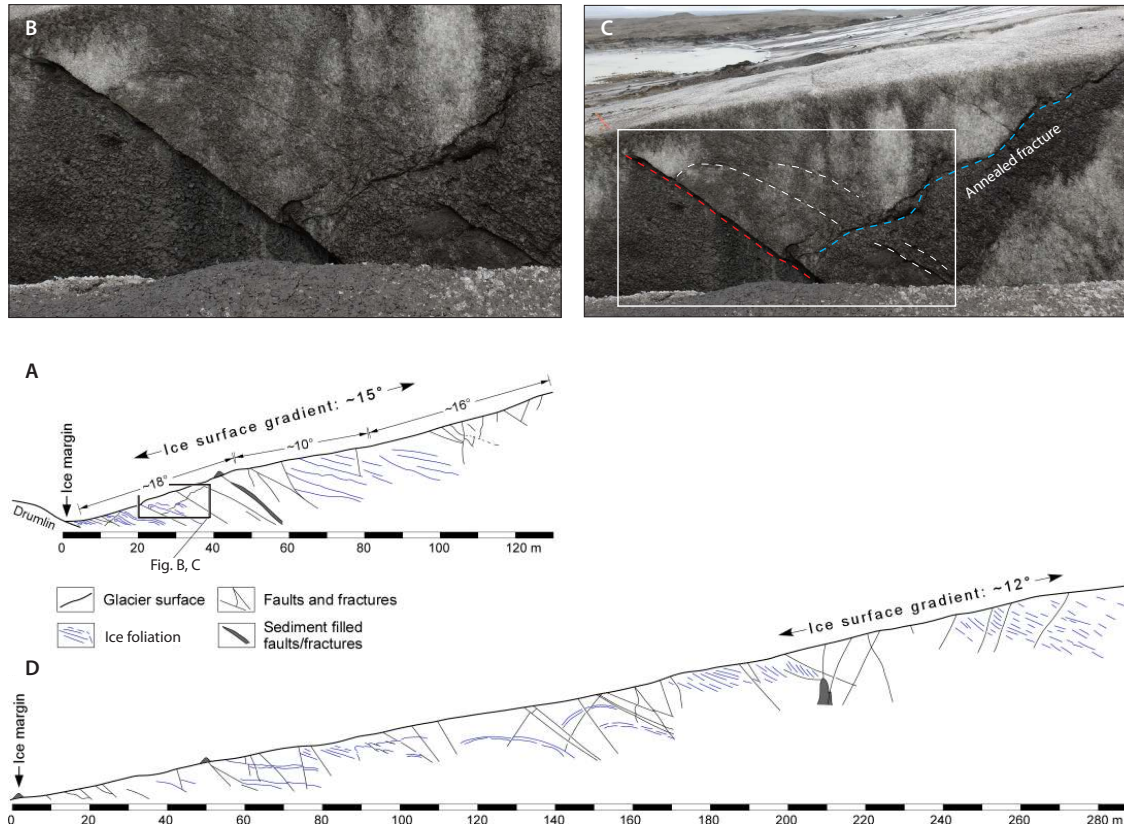 B
C
Annealed fracture
A
Ice surface gradient: ~15°
~18°
~10°
~16°
Ice margin
Drumlin
0 20 40 60 80 100 120 m
Fig. B, C
Glacier surface
Faults and fractures
Ice foliation
Sediment filled
faults/fractures
Ice surface gradient: ~12°
D
Ice margin
0 20 40 60 80 100 120 140 160 180 200 220 240 260 280 m